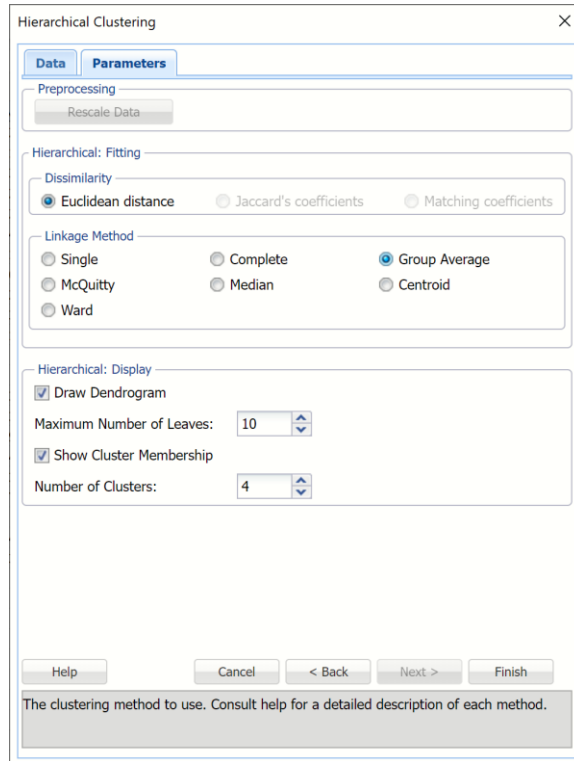 Hierarchical Clustering
Data Parameters
Preprocessing
Rescale Data
Hierarchical: Fitting
Dissimilarity
Euclidean distance Jaccard's coefficients Matching coefficients
Linkage Method
Single Complete Group Average
McQuitty Median Centroid
Ward
Hierarchical: Display
Draw Dendrogram
Maximum Number of Leaves: 10
Show Cluster Membership
Number of Clusters: 4
Help Cancel < Back Next > Finish
The clustering method to use. Consult help for a detailed description of each method.